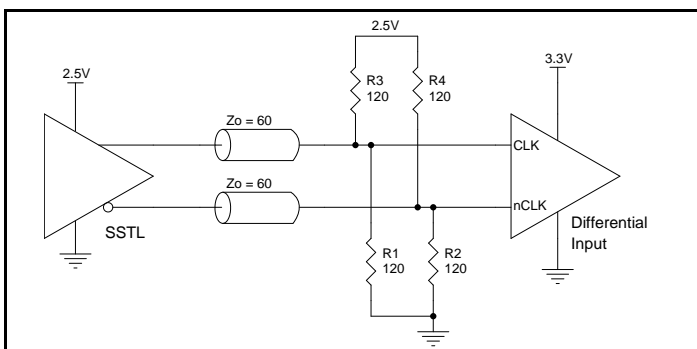 2.5V
2.5V
3.3V
R3
120
R4
120
Zo = 60
CLK
Zo = 60
nCLK
SSTL
Differential
Input
R1
120
R2
120